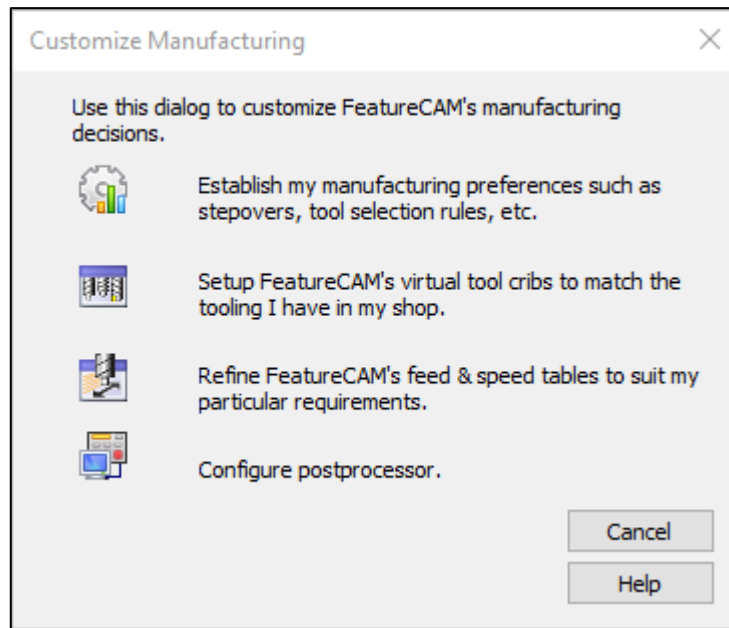 Customize Manufacturing
Use this dialog to customize FeatureCAM's manufacturing
decisions.
Establish my manufacturing preferences such as
stepovers, tool selection rules, etc.
Setup FeatureCAM's virtual tool cribs to match the
tooling I have in my shop.
Refine FeatureCAM's feed & speed tables to suit my
particular requirements.
Configure postprocessor.
Cancel
Help